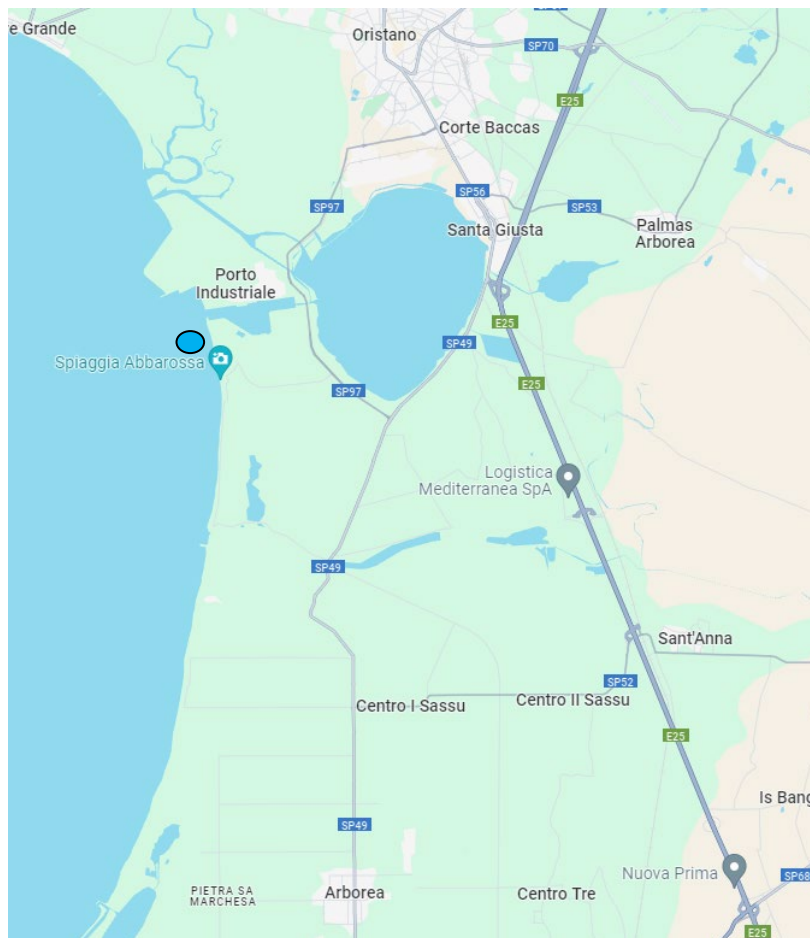 e Grande
Oristano
SP70
E25
Corte Baccas
SP56
SP97
SP53
Santa Giusta
Palmas
Arborea
Porto
Industriale
E25
SP49
Spiaggia Abbarossa
E25
SP97
Logistica
Mediterranea SpA
SP49
Sant'Anna
SP52
Centro I Sassu
Centro II Sassu
E25
Is Bang
SP49
Nuova Prima
SP68
PIETRA SA
MARCHESA
Arborea
Centro Tre